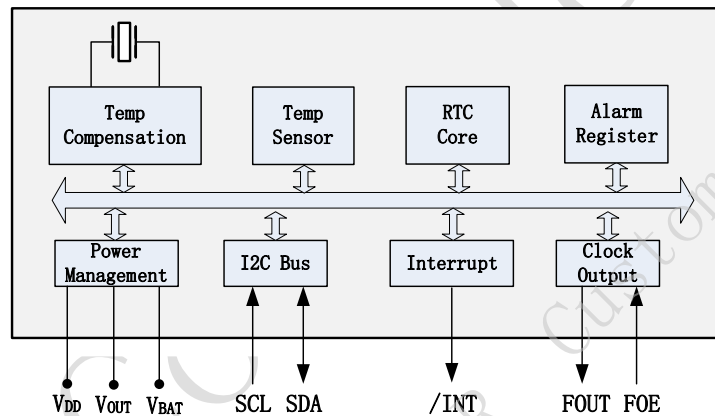 Temp
Compensation
Temp
Sensor
RTC
Core
Alarm
Register
Power
Management
I2C Bus
Interrupt
Clock
Output
VDD VOUT VBAT SCL SDA /INT FOUT FOE